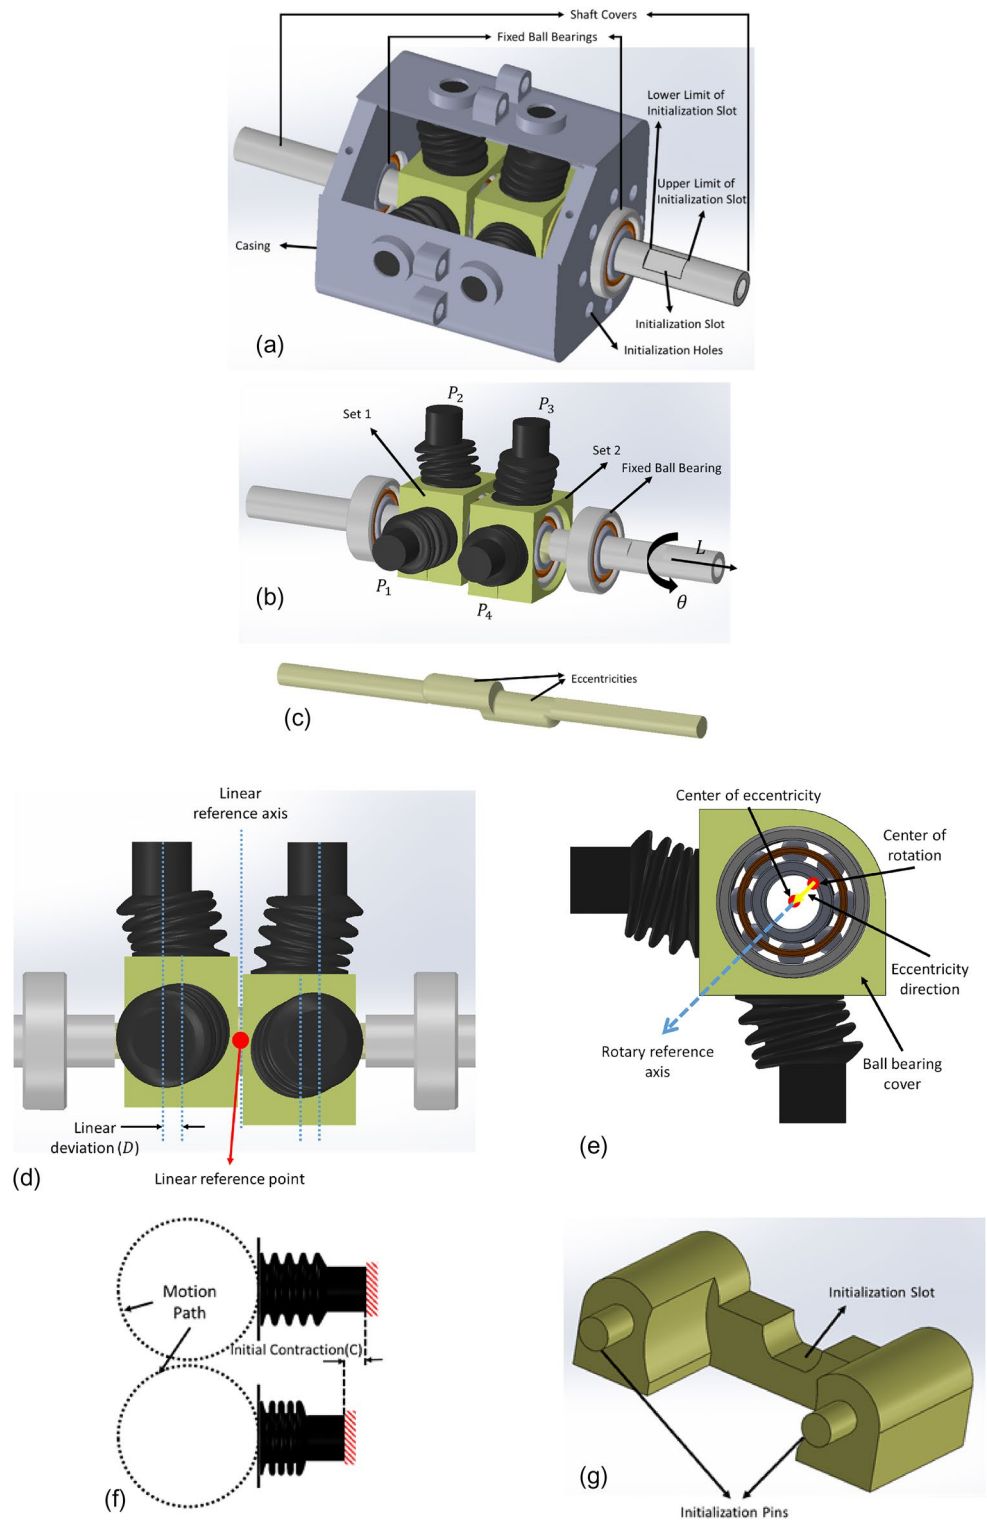 Shaft Covers
Fixed Ball Bearings
Lower Limit of
Initialization Slot
Upper Limit of
Initialization Slot
Casing
Initialization Slot
Initialization Holes
(a)
P₂
P₃
Set 1
Set 2
Fixed Ball Bearing
L
P₁
θ
P₄
(b)
Eccentricities
(c)
Linear
reference axis
Linear
deviation (D)
Linear reference point
(d)
Center of eccentricity
Center of
rotation
Eccentricity
direction
Rotary reference
axis
Ball bearing
cover
(e)
Motion
Path
Initial Contraction(C)
(f)
Initialization Slot
(g)
Initialization Pins